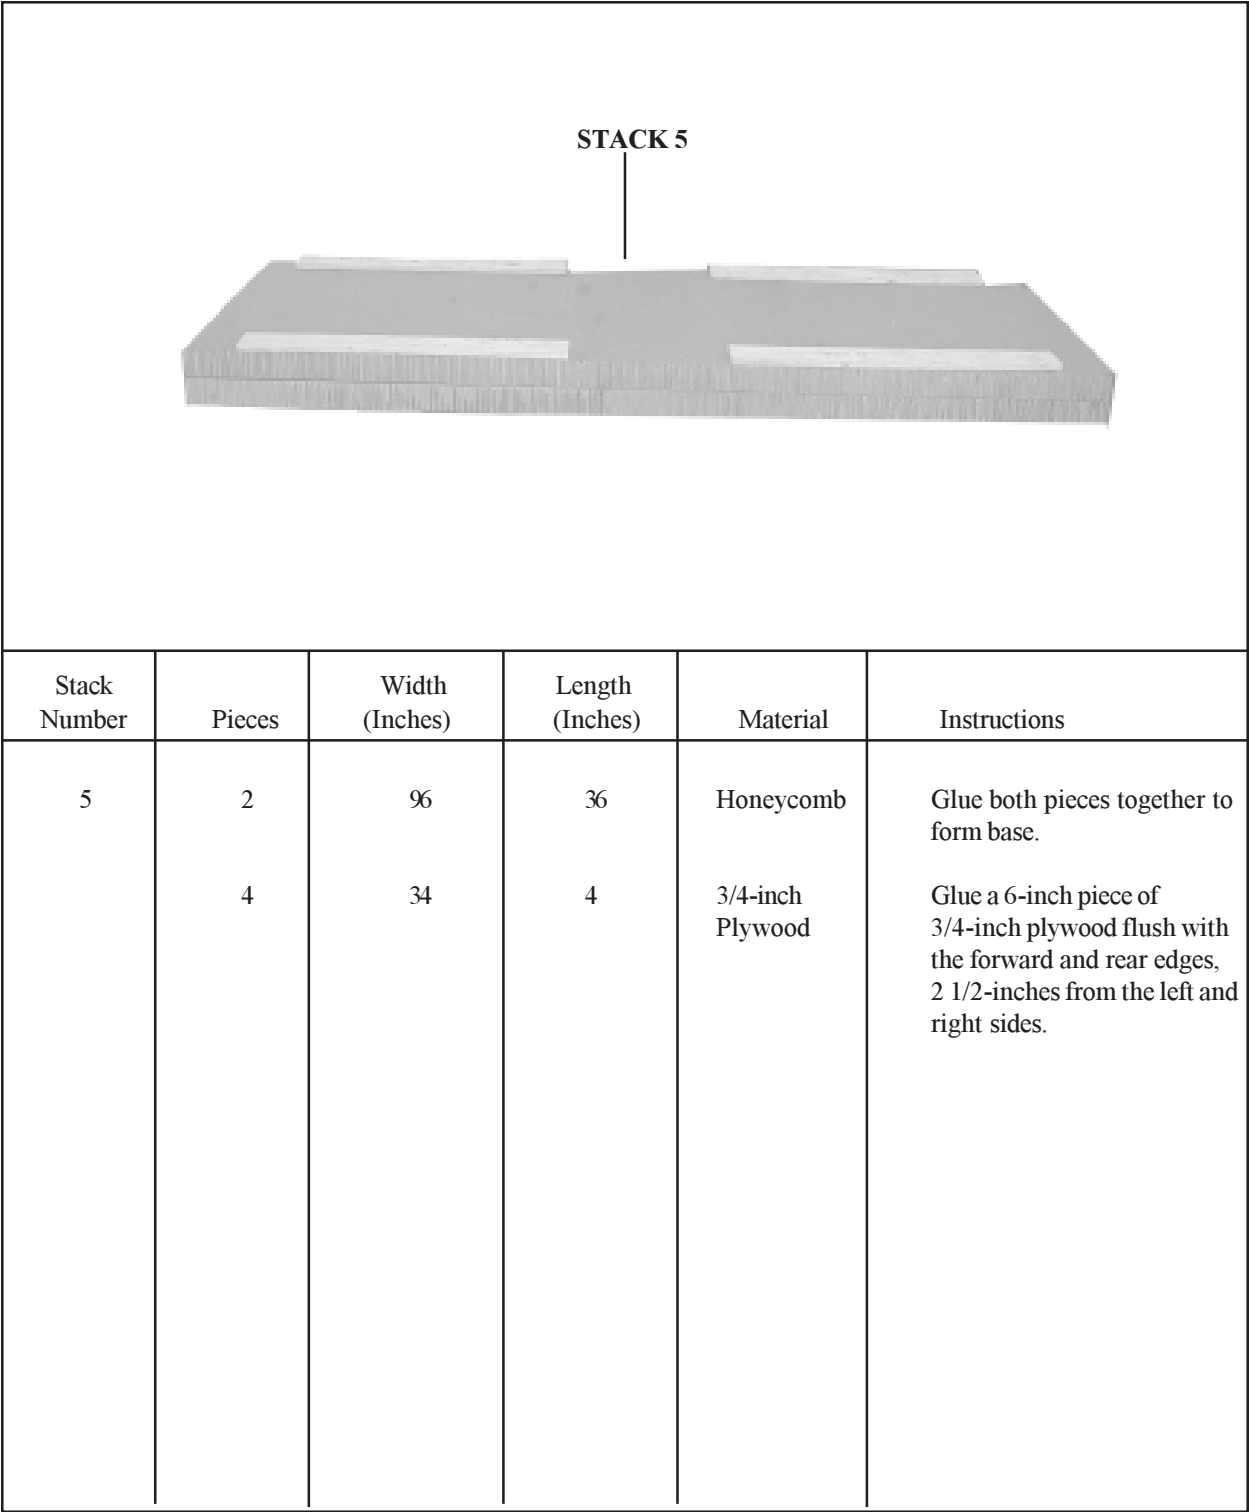 STACK 5
Stack Number
Pieces
Width (Inches)
Length (Inches)
Material
Instructions
5 2 96 36 Honeycomb Glue both pieces together to
form base.
4 34 4 3/4-inch Glue a 6-inch piece of
Plywood 3/4-inch plywood flush with
the forward and rear edges,
2 1/2-inches from the left and
right sides.